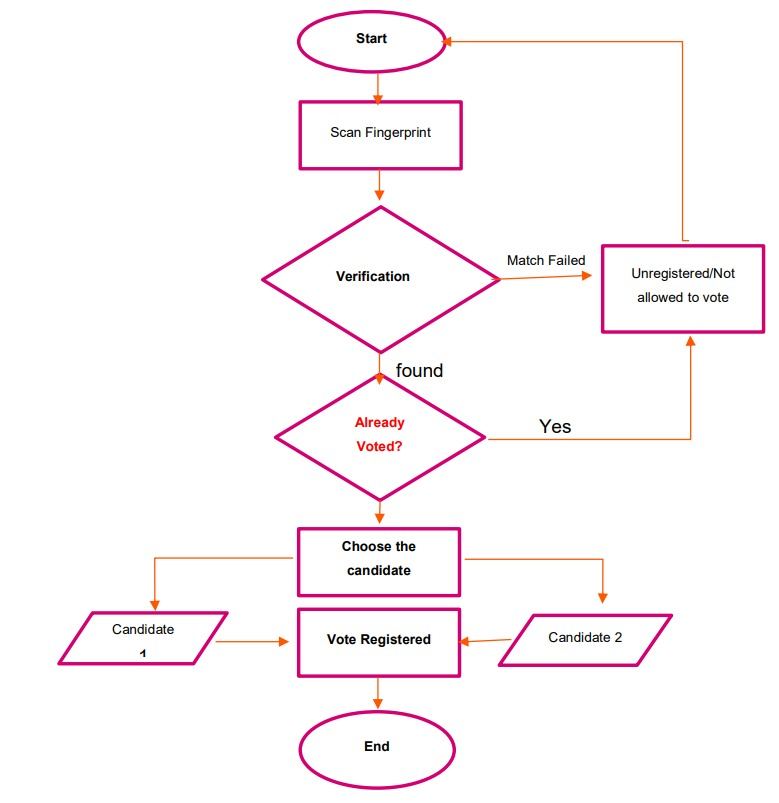 Start
Scan Fingerprint
Verification
Match Failed
Unregistered/Not
allowed to vote
found
Already
Voted?
Yes
Choose the
candidate
Candidate
1
Vote Registered
Candidate 2
End